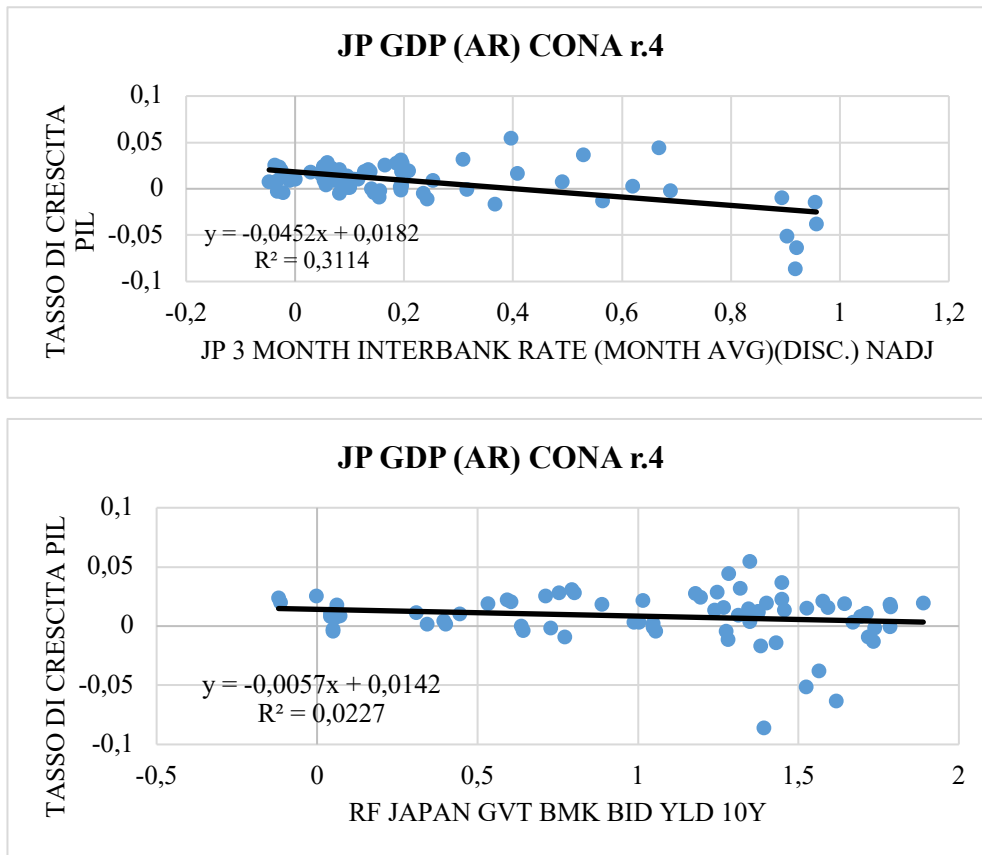 JP GDP (AR) CONA r.4
TASSO DI CRESCITA
PIL
0,1
0,05
0
-0,05
-0,1
y = -0,0452x + 0,0182
R² = 0,3114
-0,2 0 0,2 0,4 0,6 0,8 1 1,2
JP 3 MONTH INTERBANK RATE (MONTH AVG)(DISC.) NADJ
JP GDP (AR) CONA r.4
TASSO DI CRESCITA PIL
0,1
0,05
0
-0,05
-0,1
y = -0,0057x + 0,0142
R² = 0,0227
-0,5 0 0,5 1 1,5 2
RF JAPAN GVT BMK BID YLD 10Y